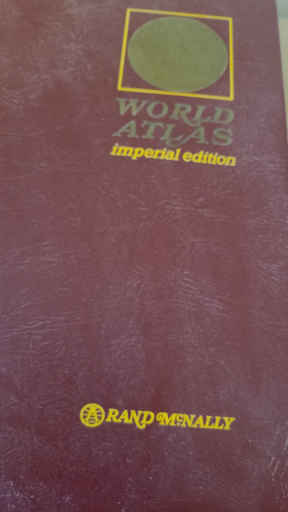 WORLD
ATLAS
imperial edition
RAND McNALLY